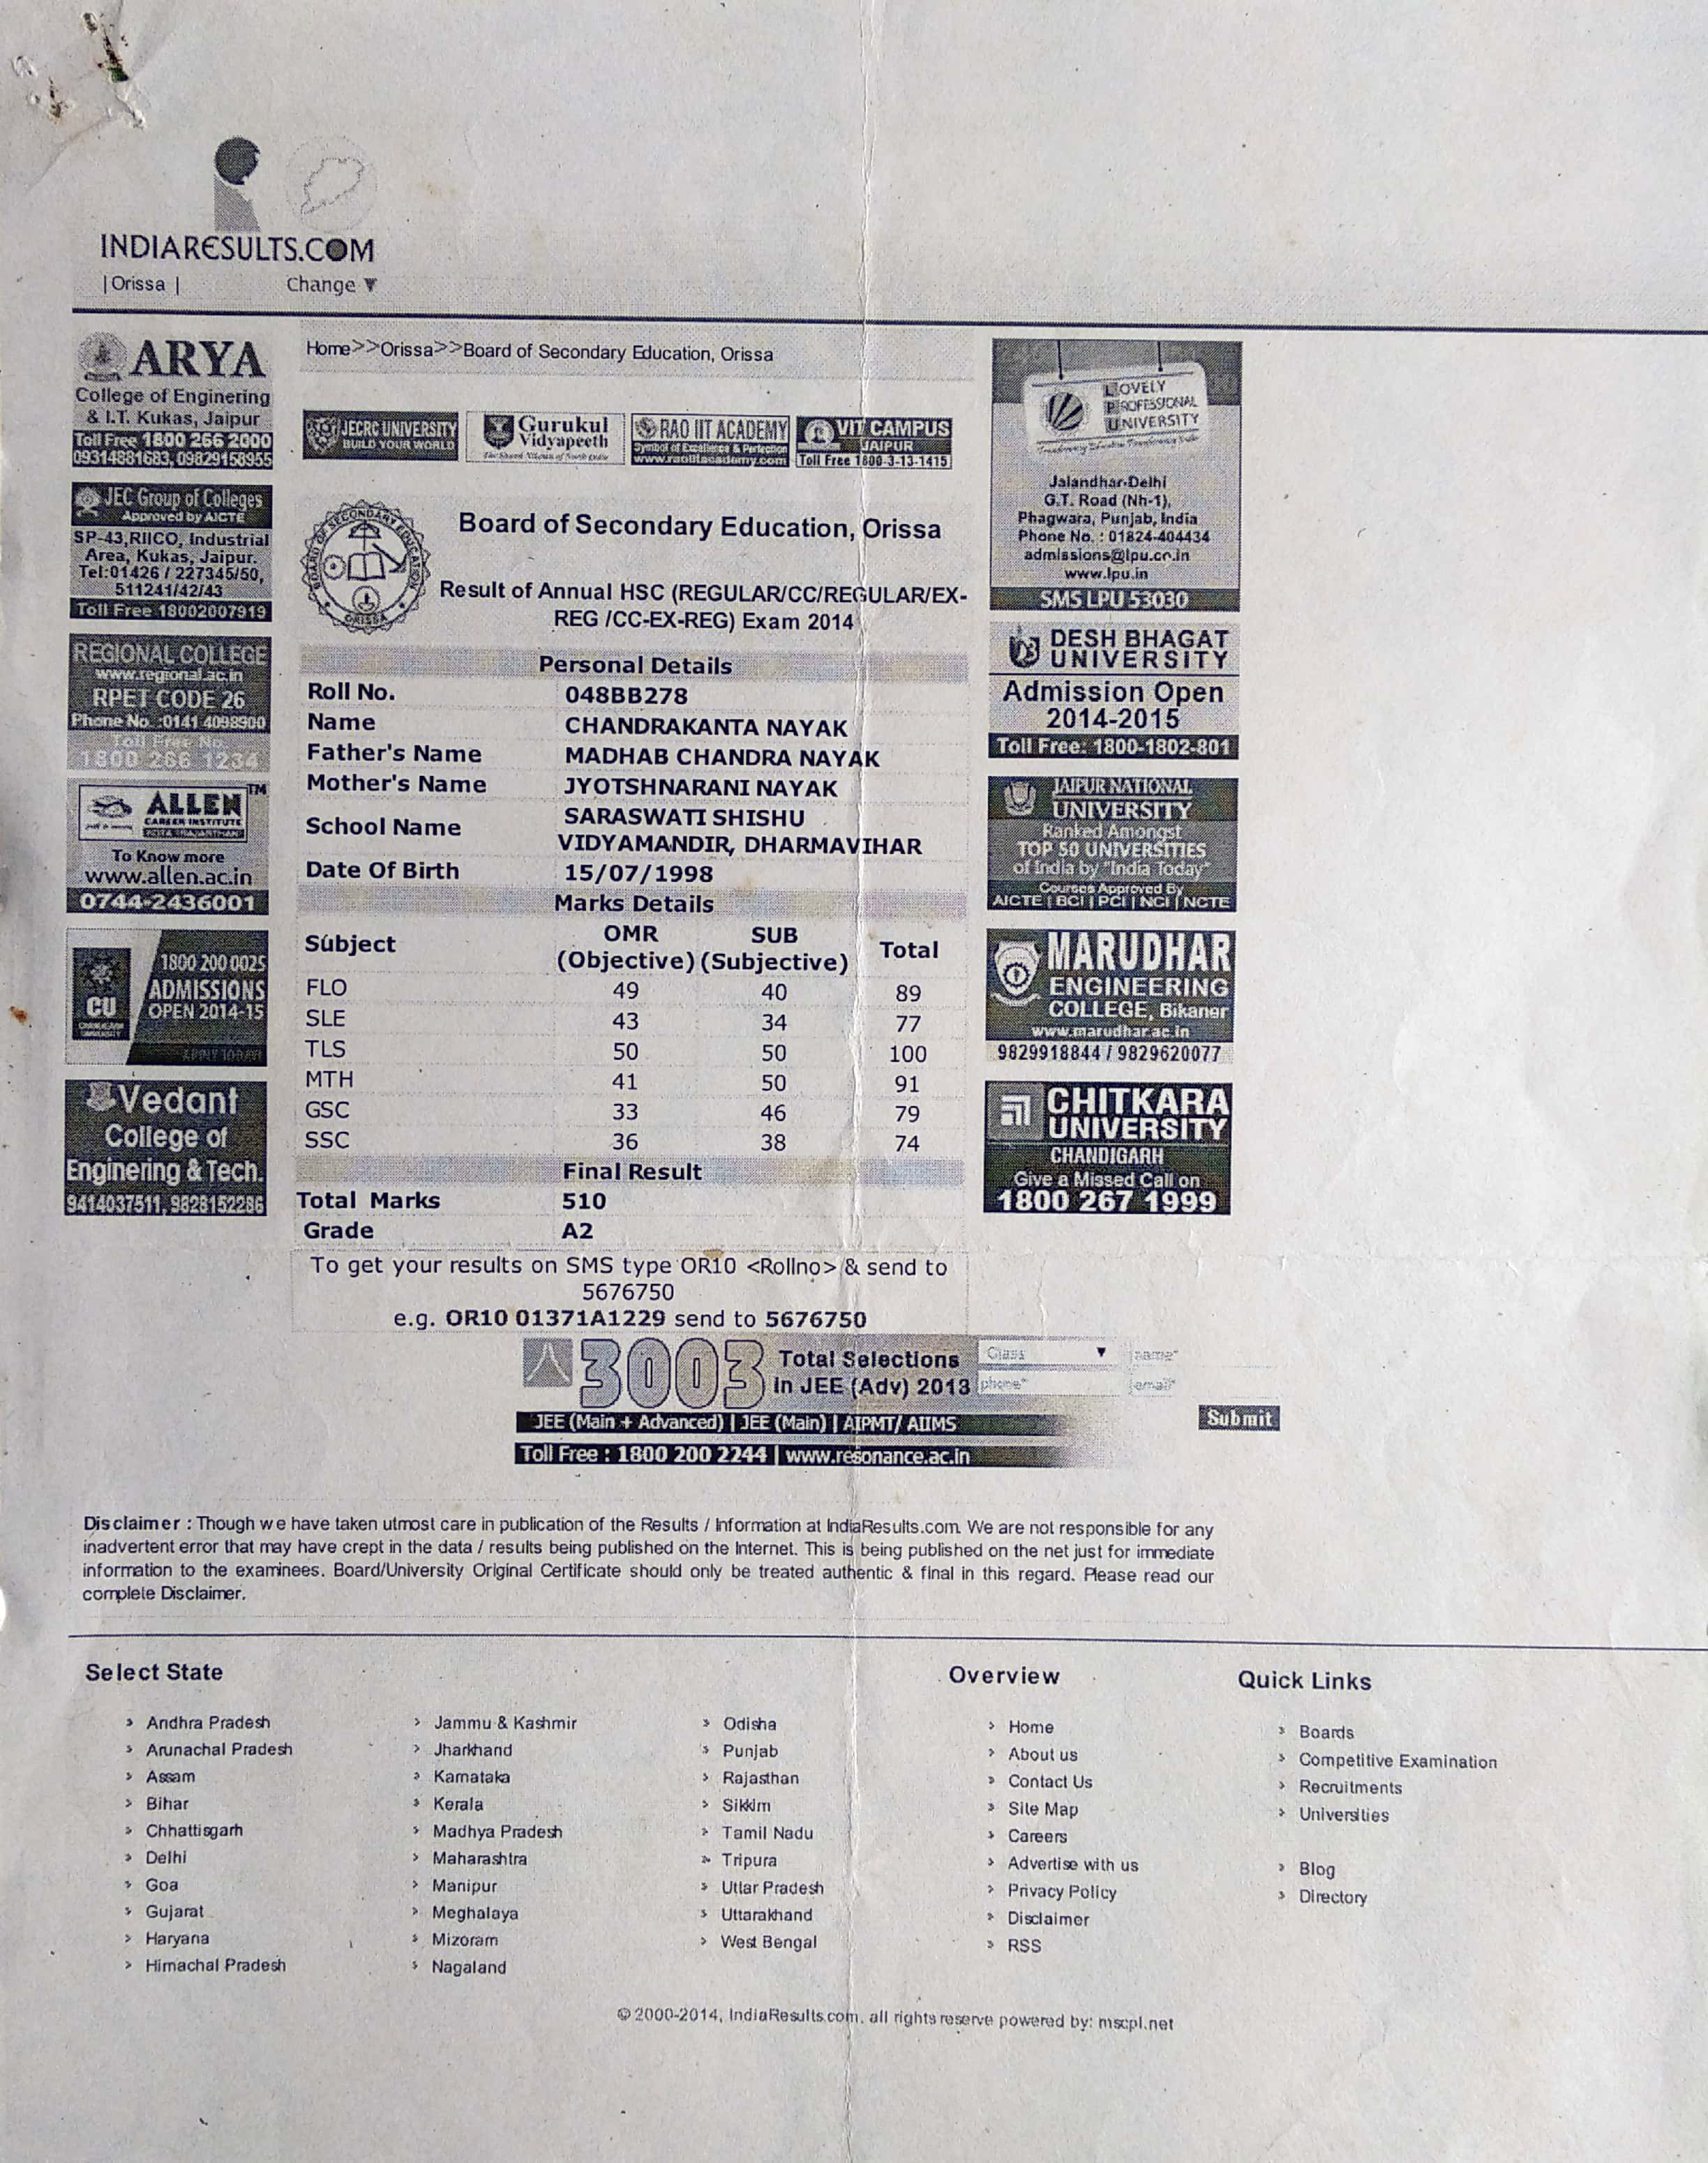 INDIARESULTS.COM
| Orissa | Change ▼
ARYA
College of Enginering
& I.T. Kukas, Jaipur
Toll Free 1800 266 2000
09314881683, 09829158955
JEC Group of Colleges
Approved by AICTE
SP-43,RIICO, Industrial
Area, Kukas, Jaipur.
Tel:01426 / 227345/50,
511241/42/43
Toll Free 18002007919
REGIONAL COLLEGE
www.regional.ac.in
RPET CODE 26
Phone No. :0141 4098900
Toll Free No.
1800 266 1234
ALLEN TM
CAREER INSTITUTE
KOTA (RAJASTHAN)
To Know more
www.allen.ac.in
0744-2436001
CU
1800 200 0025
ADMISSIONS
OPEN 2014-15
APPLY TODAY
Vedant
College of
Enginering & Tech.
9414037511, 9828152286
Home>>Orissa>>Board of Secondary Education, Orissa
JECRC UNIVERSITY
BUILD YOUR WORLD
Gurukul
Vidyapeeth
RAO IIT ACADEMY
Symbol of Excellence & Perfection
www.raoiitacademy.com
VIT CAMPUS
JAIPUR
Toll Free 1800-3-13-1415
BOARD OF SECONDARY EDUCATION
ORISSA
Board of Secondary Education, Orissa
Result of Annual HSC (REGULAR/CC/REGULAR/EX-
REG /CC-EX-REG) Exam 2014
Personal Details
Roll No. 048BB278
Name CHANDRAKANTA NAYAK
Father's Name MADHAB CHANDRA NAYAK
Mother's Name JYOTSHNARANI NAYAK
School Name SARASWATI SHISHU
VIDYAMANDIR, DHARMAVIHAR
Date Of Birth 15/07/1998
Marks Details
Subject OMR (Objective) SUB (Subjective) Total
FLO 49 40 89
SLE 43 34 77
TLS 50 50 100
MTH 41 50 91
GSC 33 46 79
SSC 36 38 74
Final Result
Total Marks 510
Grade A2
To get your results on SMS type OR10 <Rollno> & send to
5676750
e.g. OR10 01371A1229 send to 5676750
LOVELY
PROFESSIONAL
UNIVERSITY
Jalandhar-Delhi
G.T. Road (Nh-1),
Phagwara, Punjab, India
Phone No. : 01824-404434
admissions@lpu.co.in
www.lpu.in
SMS LPU 53030
DESH BHAGAT
UNIVERSITY
Admission Open
2014-2015
Toll Free: 1800-1802-801
JAIPUR NATIONAL
UNIVERSITY
Ranked Amongst
TOP 50 UNIVERSITIES
of India by "India Today"
Courses Approved By
AICTE | BCI | PCI | NCI | NCTE
MARUDHAR
ENGINEERING
COLLEGE, Bikaner
www.marudhar.ac.in
9829918844 / 9829620077
CHITKARA
UNIVERSITY
CHANDIGARH
Give a Missed Call on
1800 267 1999
3003 Total Selections
in JEE (Adv) 2013
Class ▼ name*
phone* email*
Submit
JEE (Main + Advanced) | JEE (Main) | AIPMT/ AIIMS
Toll Free : 1800 200 2244 | www.resonance.ac.in
Disclaimer : Though we have taken utmost care in publication of the Results / Information at IndiaResults.com. We are not responsible for any
inadvertent error that may have crept in the data / results being published on the Internet. This is being published on the net just for immediate
information to the examinees. Board/University Original Certificate should only be treated authentic & final in this regard. Please read our
complete Disclaimer.
Select State
Andhra Pradesh
Arunachal Pradesh
Assam
Bihar
Chhattisgarh
Delhi
Goa
Gujarat
Haryana
Himachal Pradesh
Jammu & Kashmir
Jharkhand
Karnataka
Kerala
Madhya Pradesh
Maharashtra
Manipur
Meghalaya
Mizoram
Nagaland
Odisha
Punjab
Rajasthan
Sikkim
Tamil Nadu
Tripura
Uttar Pradesh
Uttarakhand
West Bengal
Overview
Home
About us
Contact Us
Site Map
Careers
Advertise with us
Privacy Policy
Disclaimer
RSS
Quick Links
Boards
Competitive Examination
Recruitments
Universities
Blog
Directory
© 2000-2014, IndiaResults.com, all rights reserve powered by: mscpl.net